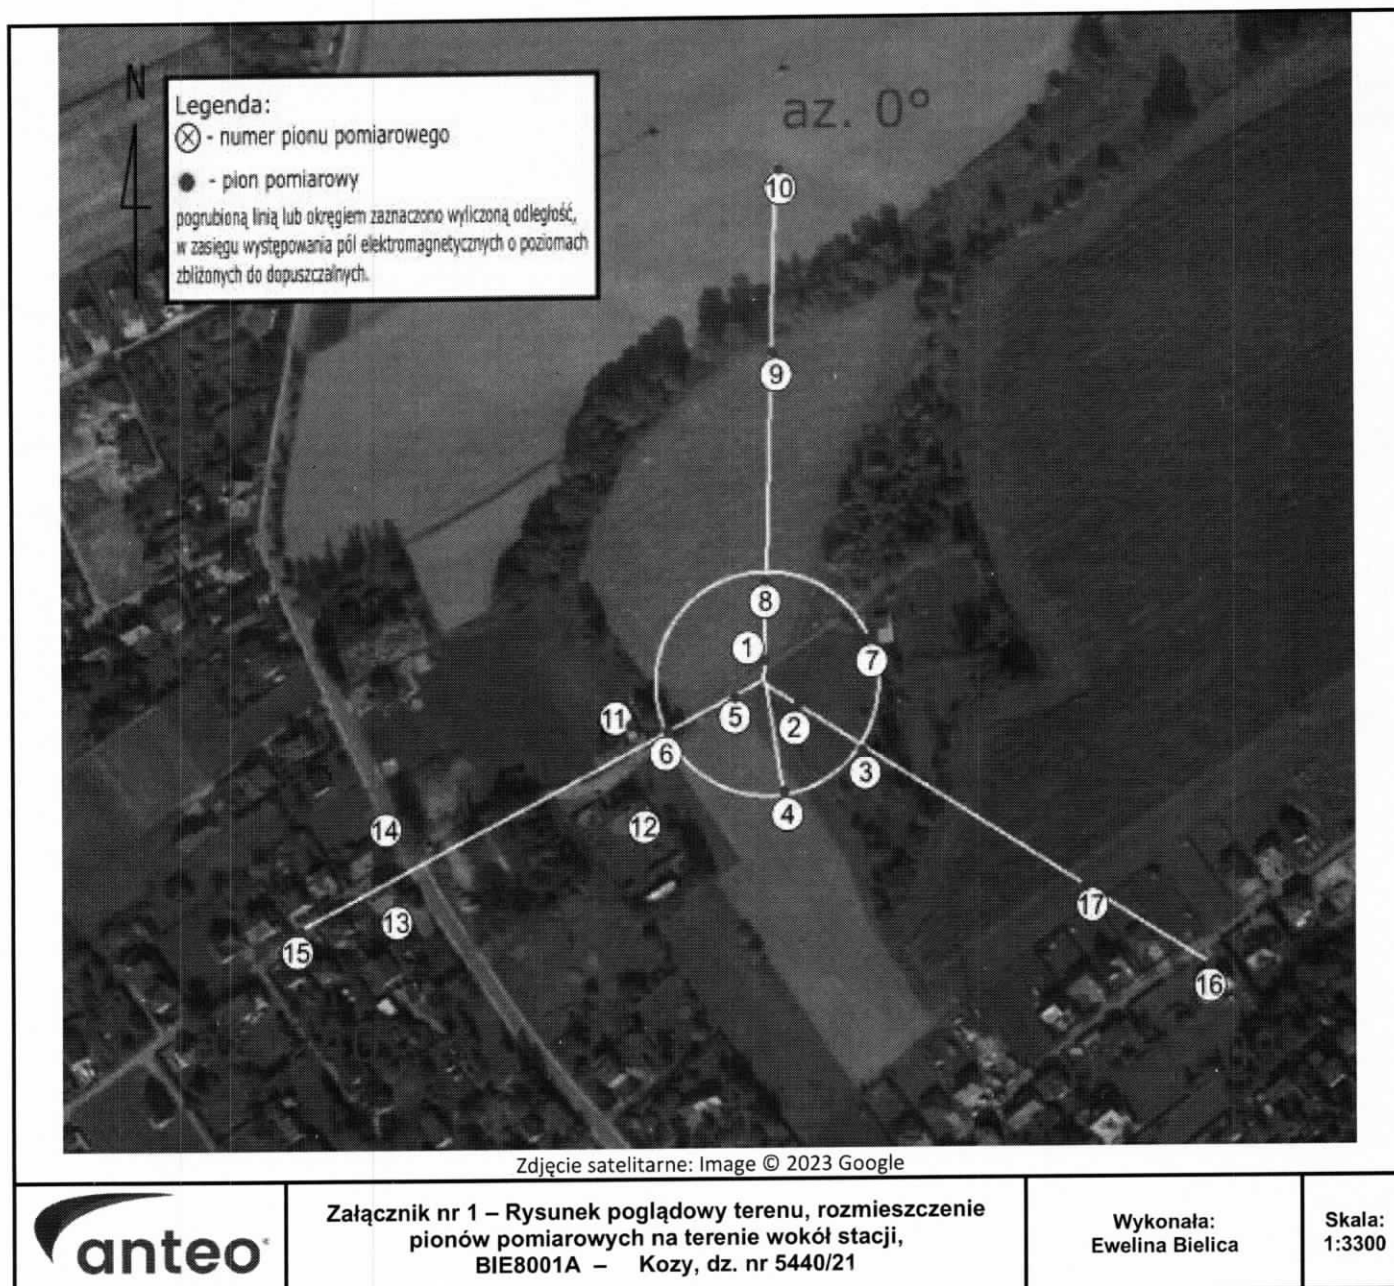 N
Legenda:
- numer pionu pomiarowego
- pion pomiarowy
pogrubioną linią lub okręgiem zaznaczono wyliczoną odległość,
w zasięgu występowania pól elektromagnetycznych o poziomach
zbliżonych do dopuszczalnych.
az. 0°
10
9
8
1
7
5
2
11
6
3
4
12
14
13
15
17
16
Zdjęcie satelitarne: Image © 2023 Google
anteo
Załącznik nr 1 – Rysunek poglądowy terenu, rozmieszczenie
pionów pomiarowych na terenie wokół stacji,
BIE8001A – Kozy, dz. nr 5440/21
Wykonała:
Ewelina Bielica
Skala:
1:3300